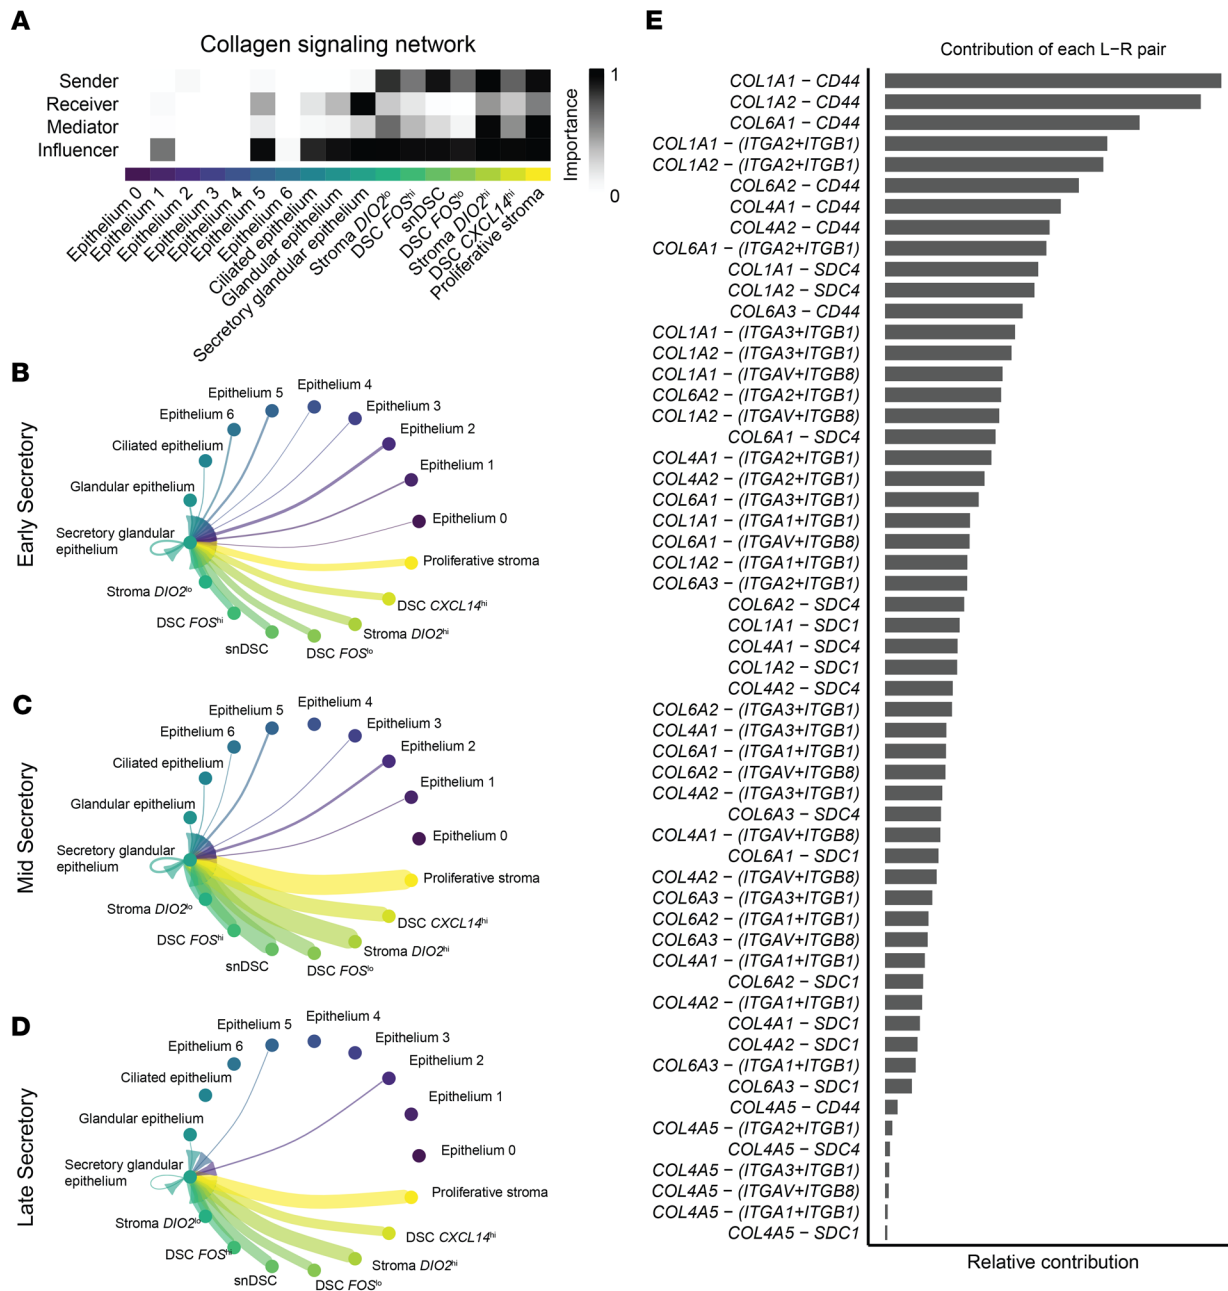 A
Collagen signaling network
Sender
Receiver
Mediator
Influencer
1
0
Importance
Epithelium 0
Epithelium 1
Epithelium 2
Epithelium 3
Epithelium 4
Epithelium 5
Epithelium 6
Ciliated epithelium
Glandular epithelium
Secretory glandular epithelium
Stroma DIO2lo
DSC FOShi
snDSC
DSC FOSlo
Stroma DIO2hi
DSC CXCL14hi
Proliferative stroma
B
Early Secretory
Epithelium 4
Epithelium 5
Epithelium 3
Epithelium 6
Epithelium 2
Ciliated epithelium
Epithelium 1
Glandular epithelium
Epithelium 0
Secretory glandular
epithelium
Proliferative stroma
Stroma DIO2lo
DSC CXCL14hi
DSC FOShi
Stroma DIO2hi
snDSC
DSC FOSlo
C
Mid Secretory
Epithelium 4
Epithelium 5
Epithelium 3
Epithelium 6
Epithelium 2
Ciliated epithelium
Epithelium 1
Glandular epithelium
Epithelium 0
Secretory glandular
epithelium
Proliferative stroma
Stroma DIO2lo
DSC CXCL14hi
DSC FOShi
Stroma DIO2hi
snDSC
DSC FOSlo
D
Late Secretory
Epithelium 4
Epithelium 5
Epithelium 3
Epithelium 6
Epithelium 2
Ciliated epithelium
Epithelium 1
Glandular epithelium
Epithelium 0
Secretory glandular
epithelium
Proliferative stroma
Stroma DIO2lo
DSC CXCL14hi
DSC FOShi
Stroma DIO2hi
snDSC
DSC FOSlo
E
Contribution of each L−R pair
COL1A1 − CD44
COL1A2 − CD44
COL6A1 − CD44
COL1A1 − (ITGA2+ITGB1)
COL1A2 − (ITGA2+ITGB1)
COL6A2 − CD44
COL4A1 − CD44
COL4A2 − CD44
COL6A1 − (ITGA2+ITGB1)
COL1A1 − SDC4
COL1A2 − SDC4
COL6A3 − CD44
COL1A1 − (ITGA3+ITGB1)
COL1A2 − (ITGA3+ITGB1)
COL1A1 − (ITGAV+ITGB8)
COL6A2 − (ITGA2+ITGB1)
COL1A2 − (ITGAV+ITGB8)
COL6A1 − SDC4
COL4A1 − (ITGA2+ITGB1)
COL4A2 − (ITGA2+ITGB1)
COL6A1 − (ITGA3+ITGB1)
COL1A1 − (ITGA1+ITGB1)
COL6A1 − (ITGAV+ITGB8)
COL1A2 − (ITGA1+ITGB1)
COL6A3 − (ITGA2+ITGB1)
COL6A2 − SDC4
COL1A1 − SDC1
COL4A1 − SDC4
COL1A2 − SDC1
COL4A2 − SDC4
COL6A2 − (ITGA3+ITGB1)
COL4A1 − (ITGA3+ITGB1)
COL6A1 − (ITGA1+ITGB1)
COL6A2 − (ITGAV+ITGB8)
COL4A2 − (ITGA3+ITGB1)
COL6A3 − SDC4
COL4A1 − (ITGAV+ITGB8)
COL6A1 − SDC1
COL4A2 − (ITGAV+ITGB8)
COL6A3 − (ITGA3+ITGB1)
COL6A2 − (ITGA1+ITGB1)
COL6A3 − (ITGAV+ITGB8)
COL4A1 − (ITGA1+ITGB1)
COL6A2 − SDC1
COL4A2 − (ITGA1+ITGB1)
COL4A1 − SDC1
COL4A2 − SDC1
COL6A3 − (ITGA1+ITGB1)
COL6A3 − SDC1
COL4A5 − CD44
COL4A5 − (ITGA2+ITGB1)
COL4A5 − SDC4
COL4A5 − (ITGA3+ITGB1)
COL4A5 − (ITGAV+ITGB8)
COL4A5 − (ITGA1+ITGB1)
COL4A5 − SDC1
Relative contribution